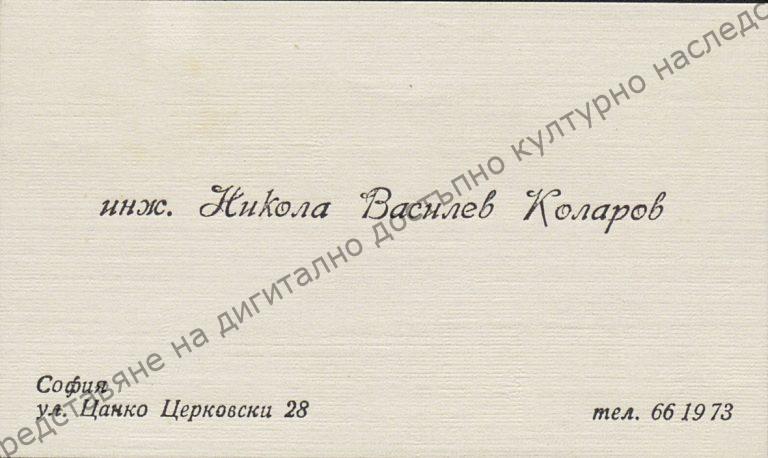 инж. Никола Василев Коларов
София
ул. Цанко Церковски 28
тел. 66 19 73
редставяне на дигитално достъпно културно наследс